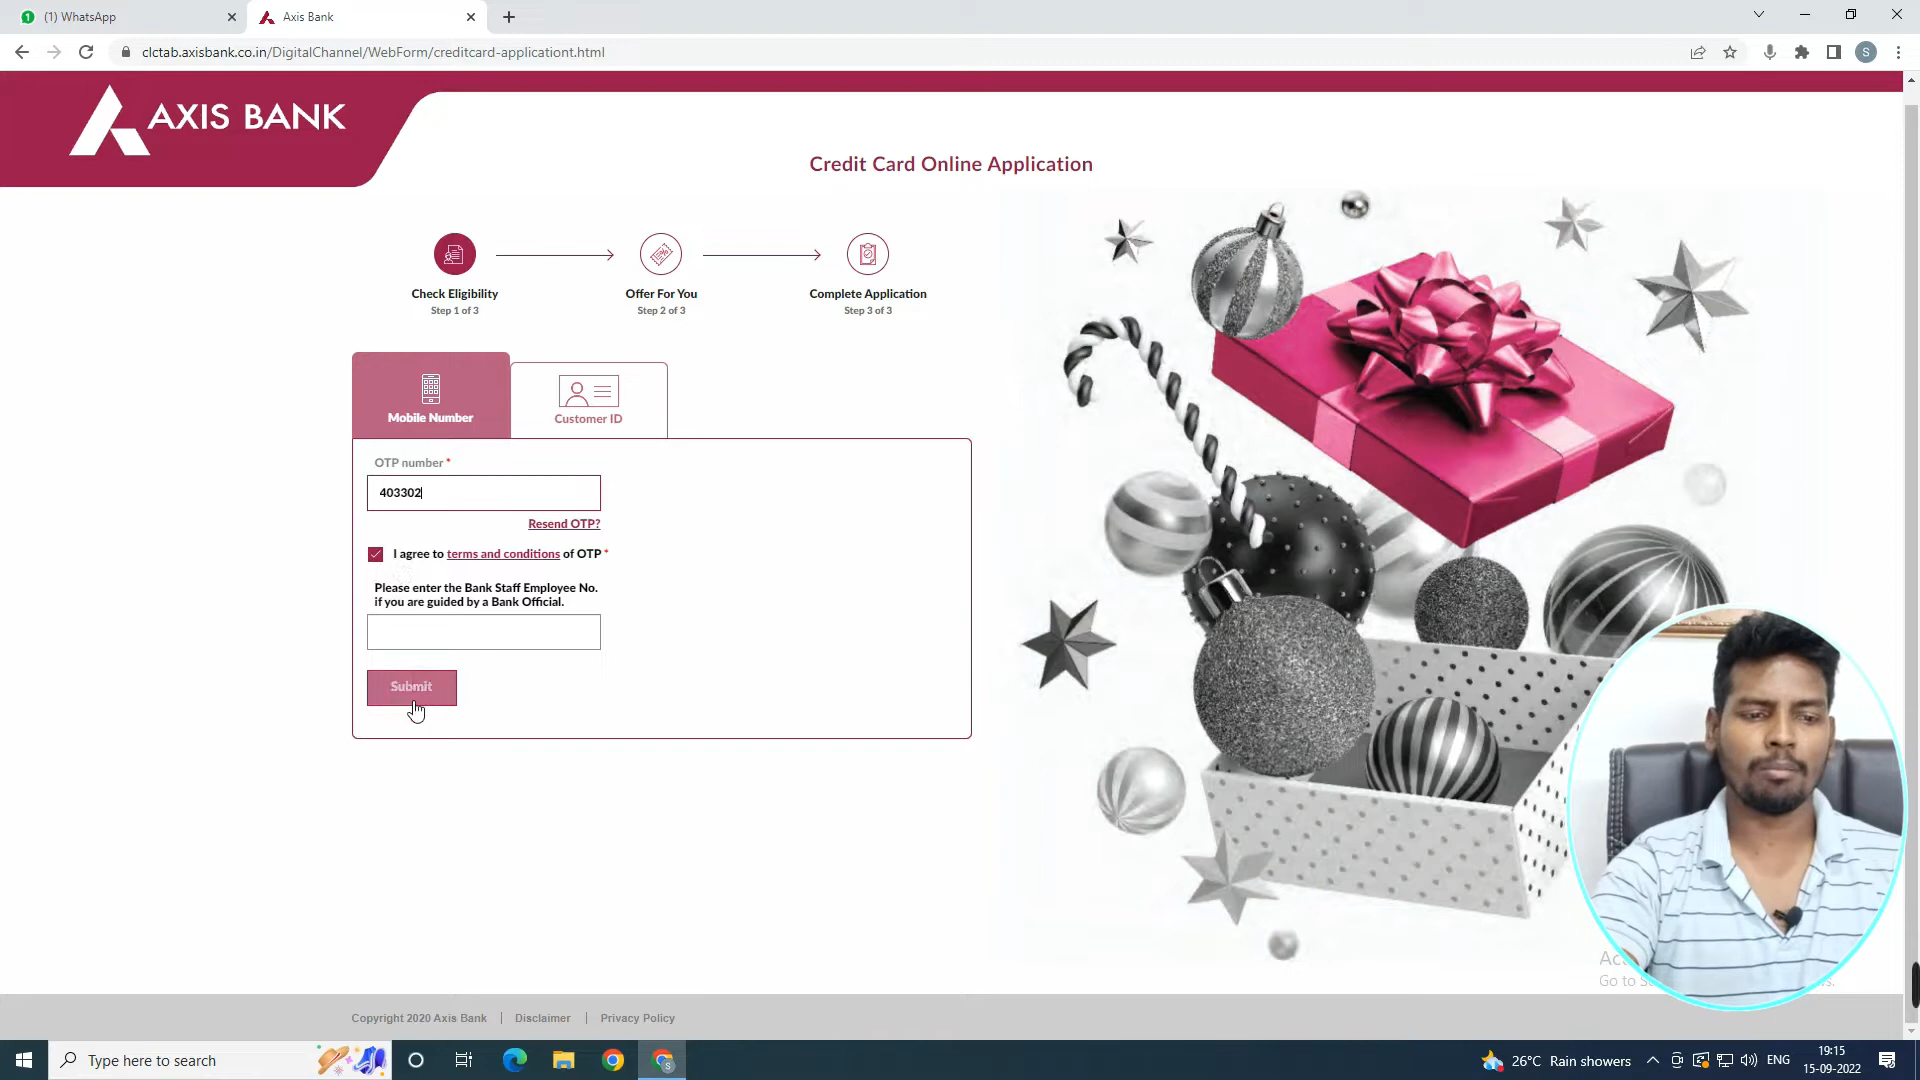 (1) WhatsApp
Axis Bank
clctab.axisbank.co.in/DigitalChannel/WebForm/creditcard-applicationt.html
S
AXIS BANK
Credit Card Online Application
Check Eligibility
Step 1 of 3
Offer For You
Step 2 of 3
Complete Application
Step 3 of 3
Mobile Number
Customer ID
OTP number *
403302
Resend OTP?
I agree to terms and conditions of OTP *
Please enter the Bank Staff Employee No.
if you are guided by a Bank Official.
Submit
Go to
Copyright 2020 Axis Bank | Disclaimer | Privacy Policy
Type here to search
26°C Rain showers
ENG
19:15
15-09-2022